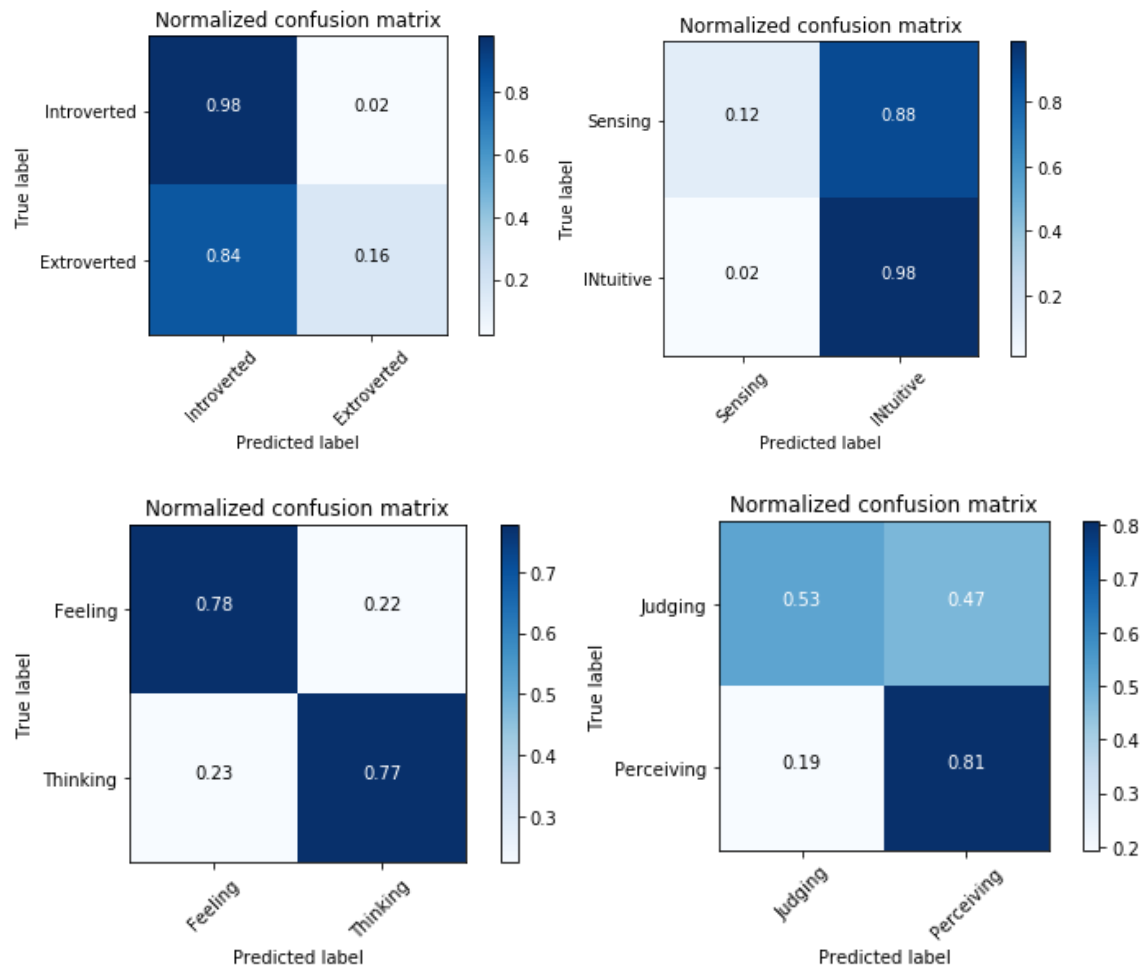 Normalized confusion matrix
Introverted
Extroverted
True label
0.98
0.02
0.84
0.16
0.8
0.6
0.4
0.2
Introverted
Extroverted
Predicted label
Normalized confusion matrix
Sensing
INtuitive
True label
0.12
0.88
0.02
0.98
0.8
0.6
0.4
0.2
Sensing
INtuitive
Predicted label
Normalized confusion matrix
Feeling
Thinking
True label
0.78
0.22
0.23
0.77
0.7
0.6
0.5
0.4
0.3
Feeling
Thinking
Predicted label
Normalized confusion matrix
Judging
Perceiving
True label
0.53
0.47
0.19
0.81
0.8
0.7
0.6
0.5
0.4
0.3
0.2
Judging
Perceiving
Predicted label